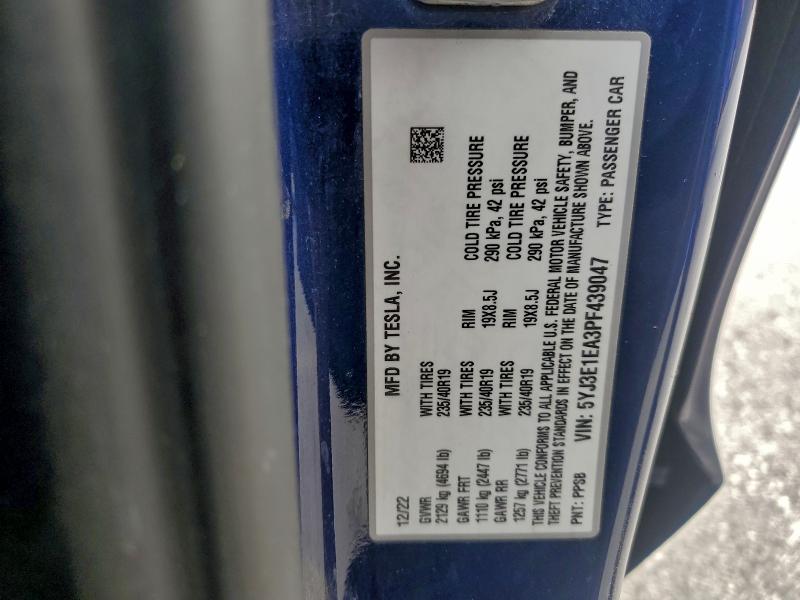 MFD BY TESLA, INC.
12/22
GVWR WITH TIRES
2129 kg (4694 lb) 235/40R19
GAWR FRT WITH TIRES RIM COLD TIRE PRESSURE
1110 kg (2447 lb) 235/40R19 19X8.5J 290 kPa, 42 psi
GAWR RR WITH TIRES RIM COLD TIRE PRESSURE
1257 kg (2771 lb) 235/40R19 19X8.5J 290 kPa, 42 psi
THIS VEHICLE CONFORMS TO ALL APPLICABLE U.S. FEDERAL MOTOR VEHICLE SAFETY, BUMPER, AND
THEFT PREVENTION STANDARDS IN EFFECT ON THE DATE OF MANUFACTURE SHOWN ABOVE.
PNT: PPSB VIN: 5YJ3E1EA3PF439047 TYPE: PASSENGER CAR